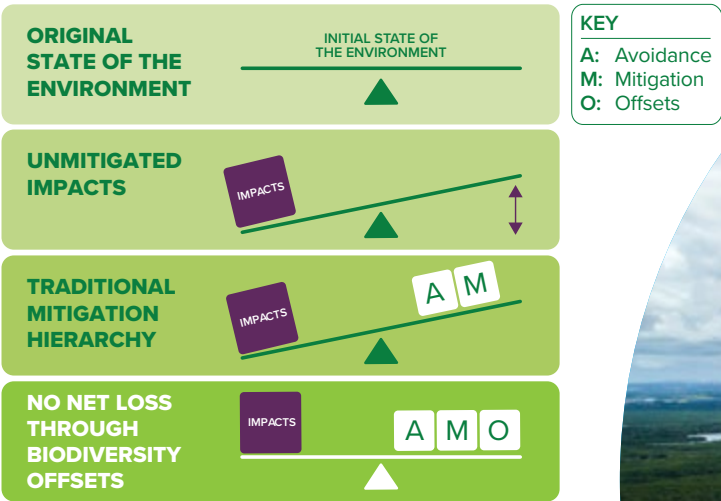 ORIGINAL
STATE OF THE
ENVIRONMENT
INITIAL STATE OF
THE ENVIRONMENT
KEY
A: Avoidance
M: Mitigation
O: Offsets
UNMITIGATED
IMPACTS
IMPACTS
TRADITIONAL
MITIGATION
HIERARCHY
IMPACTS
A M
NO NET LOSS
THROUGH
BIODIVERSITY
OFFSETS
IMPACTS
A M O